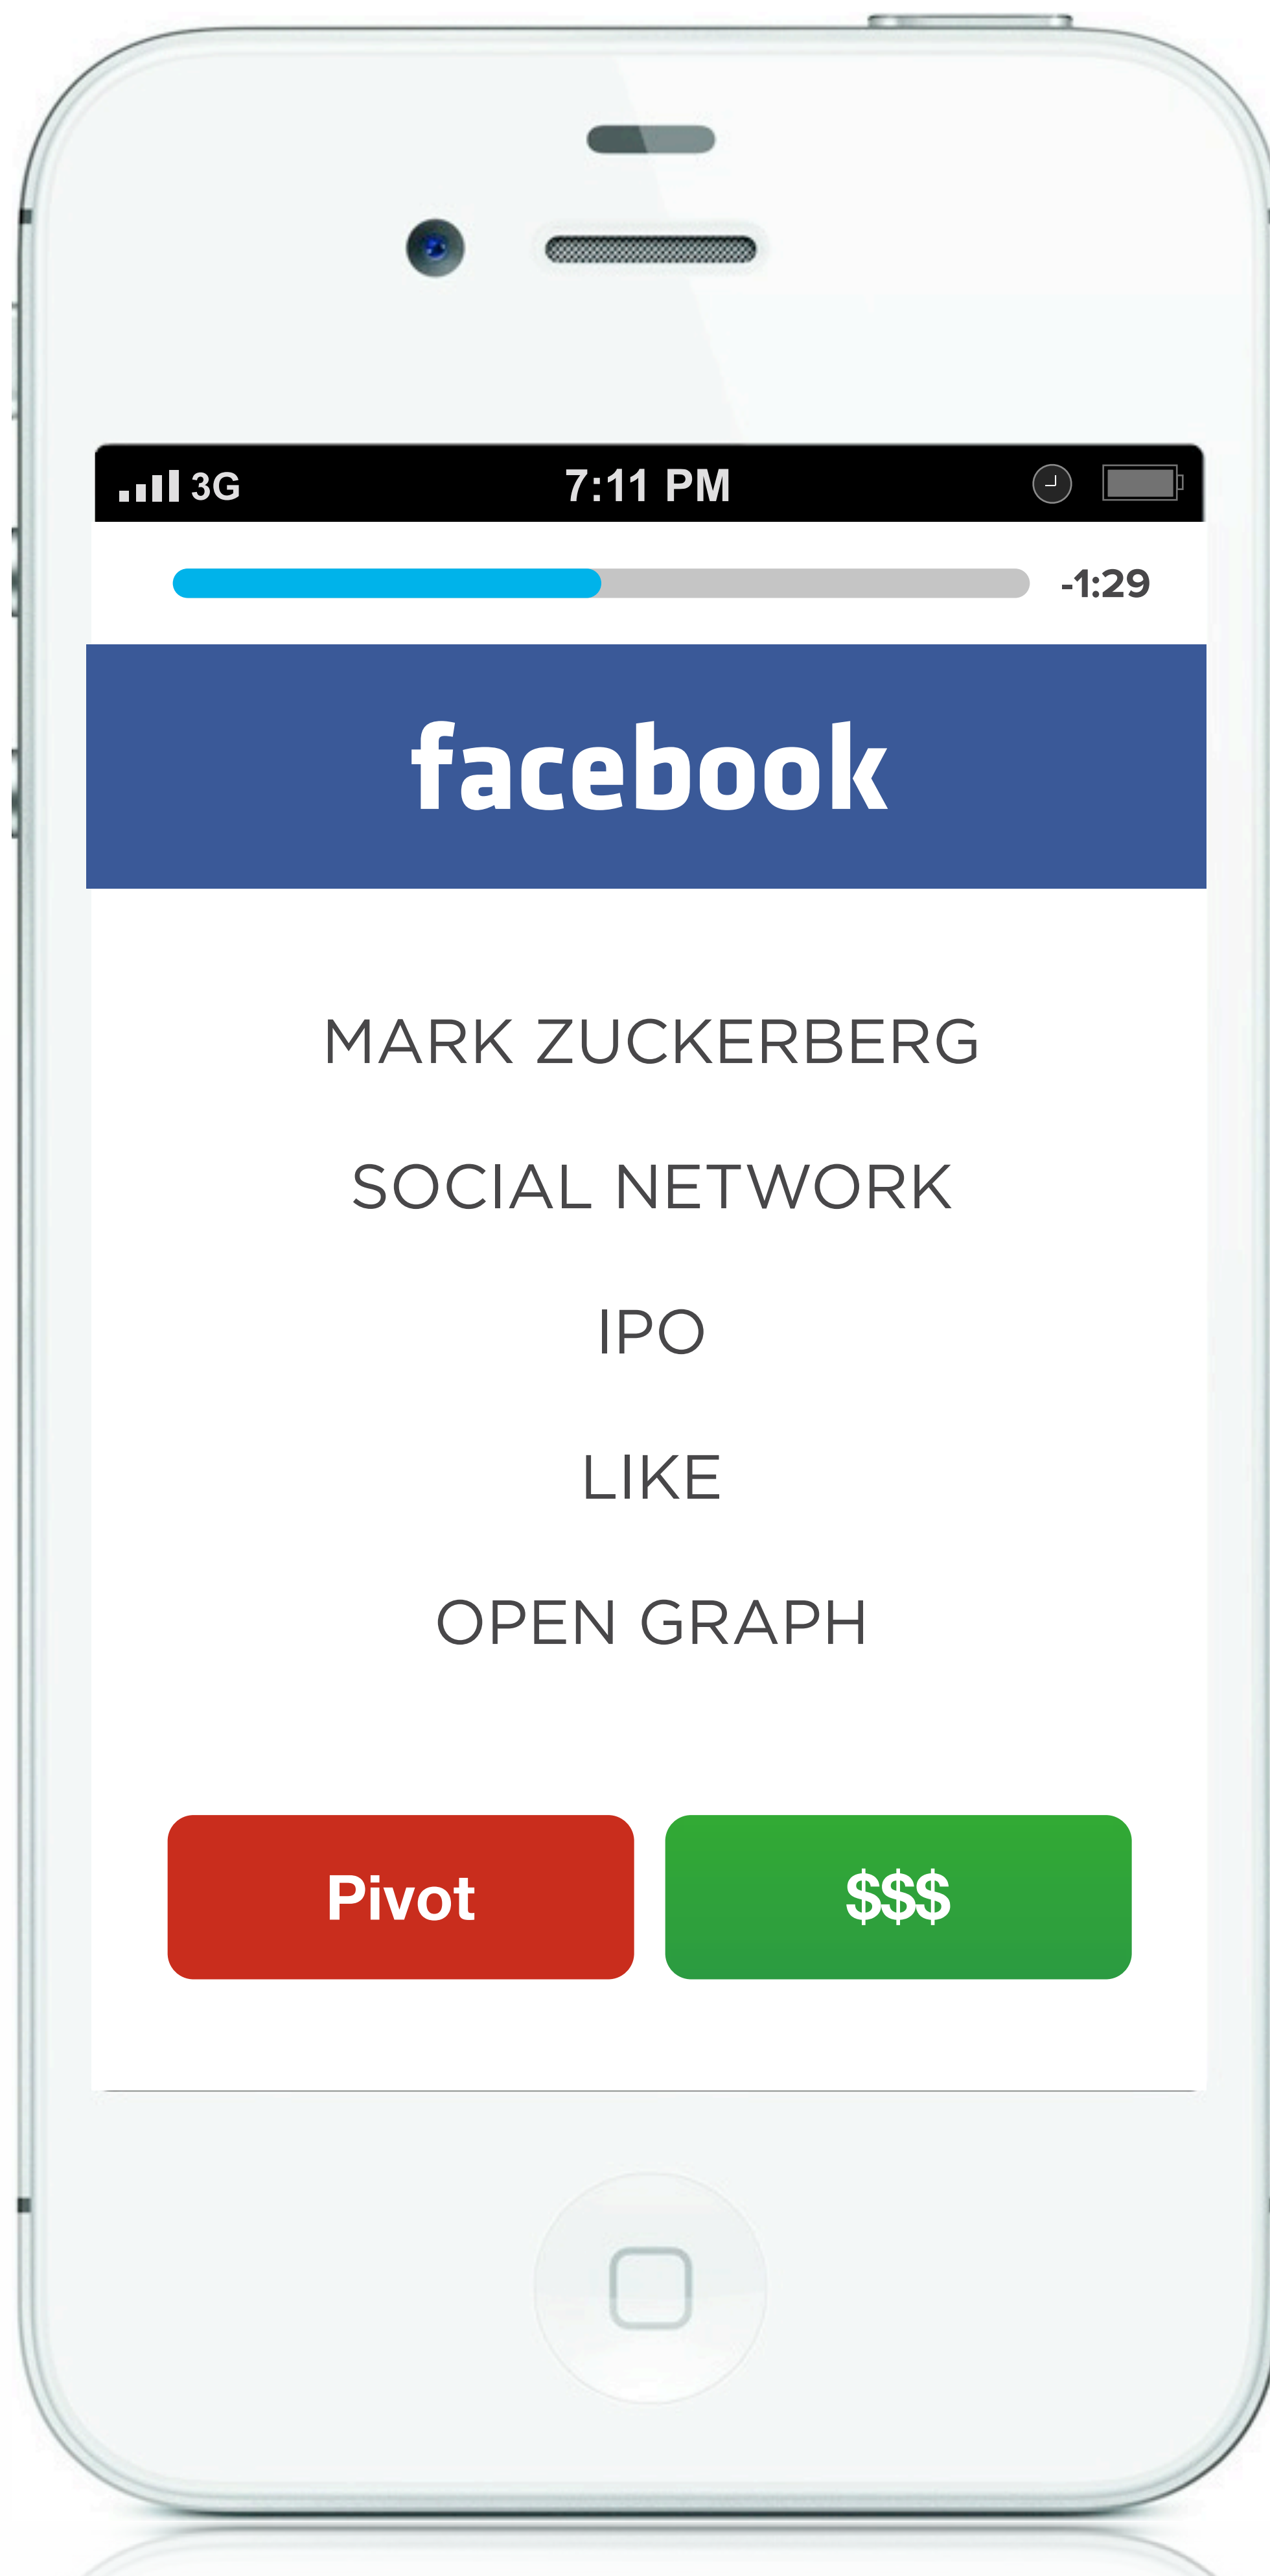 3G 7:11 PM
-1:29
facebook
MARK ZUCKERBERG
SOCIAL NETWORK
IPO
LIKE
OPEN GRAPH
Pivot $$$